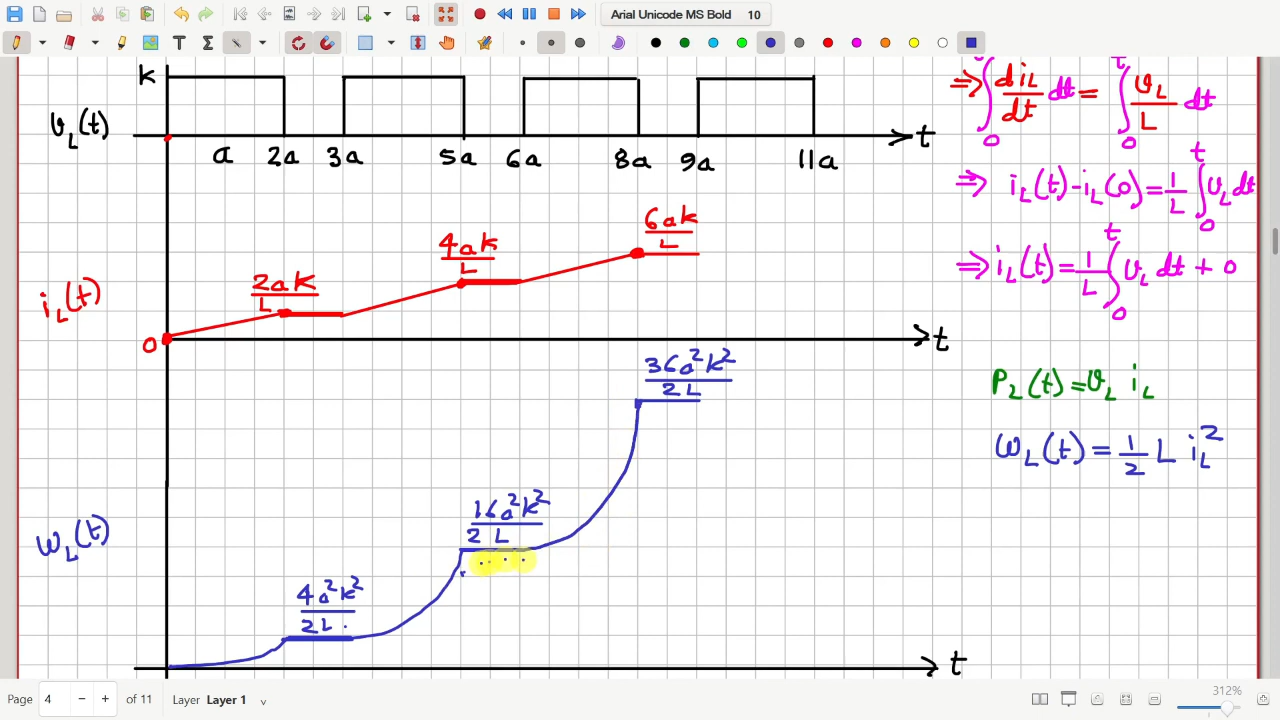 Arial Unicode MS Bold 10
k
v_L(t)
a 2a 3a 5a 6a 8a 9a 11a t
2ak/L
4ak/L
6ak/L
i_L(t)
0
t
4a²k²/2L
16a²k²/2L
36a²k²/2L
w_L(t)
t
⇒ ∫₀ di_L/dt dt = ∫₀ᵗ v_L/L dt
⇒ i_L(t) - i_L(0) = 1/L ∫₀ᵗ v_L dt
⇒ i_L(t) = 1/L ∫₀ᵗ v_L dt + 0
P_L(t) = v_L i_L
W_L(t) = 1/2 L i_L²
Page 4 - + of 11 Layer Layer 1
312%